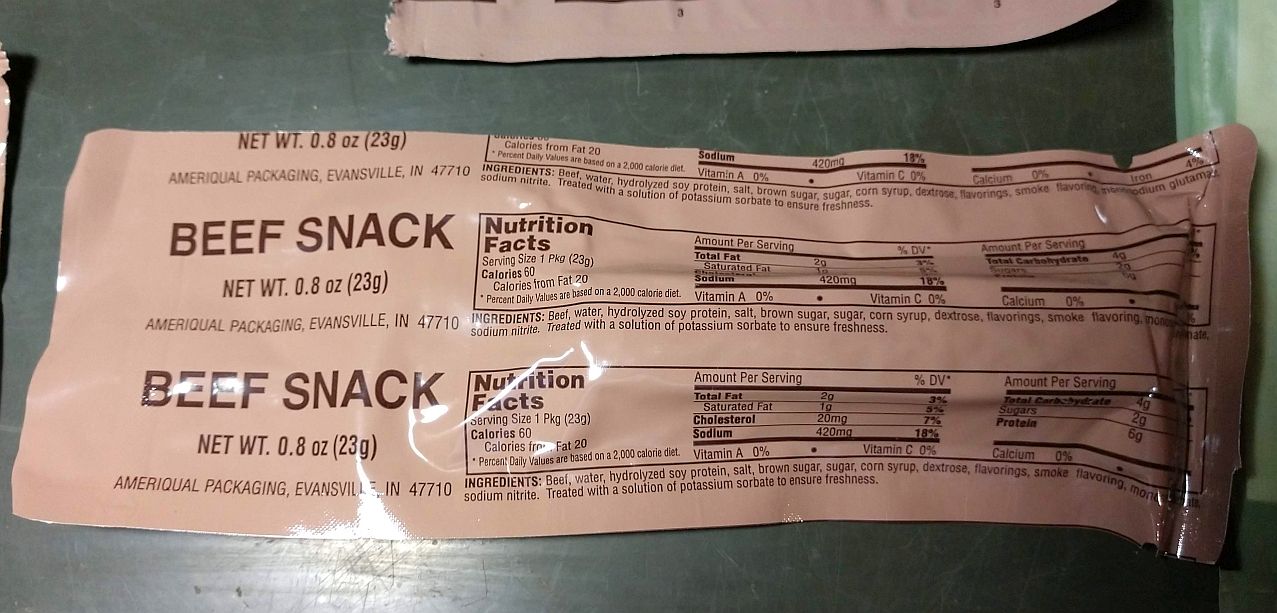 3
3
NET WT. 0.8 oz (23g)
AMERIQUAL PACKAGING, EVANSVILLE, IN 47710
Calories from Fat 20
* Percent Daily Values are based on a 2,000 calorie diet.
Sodium 420mg 18%
Vitamin A 0% • Vitamin C 0%
Calcium 0% • Iron 4%
INGREDIENTS: Beef, water, hydrolyzed soy protein, salt, brown sugar, sugar, corn syrup, dextrose, flavorings, smoke flavoring, monosodium glutamate,
sodium nitrite. Treated with a solution of potassium sorbate to ensure freshness.
BEEF SNACK
NET WT. 0.8 oz (23g)
AMERIQUAL PACKAGING, EVANSVILLE, IN 47710
Nutrition
Facts
Serving Size 1 Pkg (23g)
Calories 60
Calories from Fat 20
* Percent Daily Values are based on a 2,000 calorie diet.
Amount Per Serving % DV*
Total Fat 2g 3%
Saturated Fat 1g 5%
Cholesterol
Sodium 420mg 18%
Vitamin A 0% • Vitamin C 0%
Amount Per Serving
Total Carbohydrate 4g
Sugars 2g
6g
Calcium 0% •
INGREDIENTS: Beef, water, hydrolyzed soy protein, salt, brown sugar, sugar, corn syrup, dextrose, flavorings, smoke flavoring,
sodium nitrite. Treated with a solution of potassium sorbate to ensure freshness.
BEEF SNACK
NET WT. 0.8 oz (23g)
AMERIQUAL PACKAGING, EVANSVILLE, IN 47710
Nutrition
Facts
Serving Size 1 Pkg (23g)
Calories 60
Calories from Fat 20
* Percent Daily Values are based on a 2,000 calorie diet.
Amount Per Serving % DV*
Total Fat 2g 3%
Saturated Fat 1g 5%
Cholesterol 20mg 7%
Sodium 420mg 18%
Vitamin A 0% • Vitamin C 0%
Amount Per Serving
Total Carbohydrate 4g
Sugars 2g
Protein 6g
Calcium 0% •
INGREDIENTS: Beef, water, hydrolyzed soy protein, salt, brown sugar, sugar, corn syrup, dextrose, flavorings, smoke flavoring,
sodium nitrite. Treated with a solution of potassium sorbate to ensure freshness.